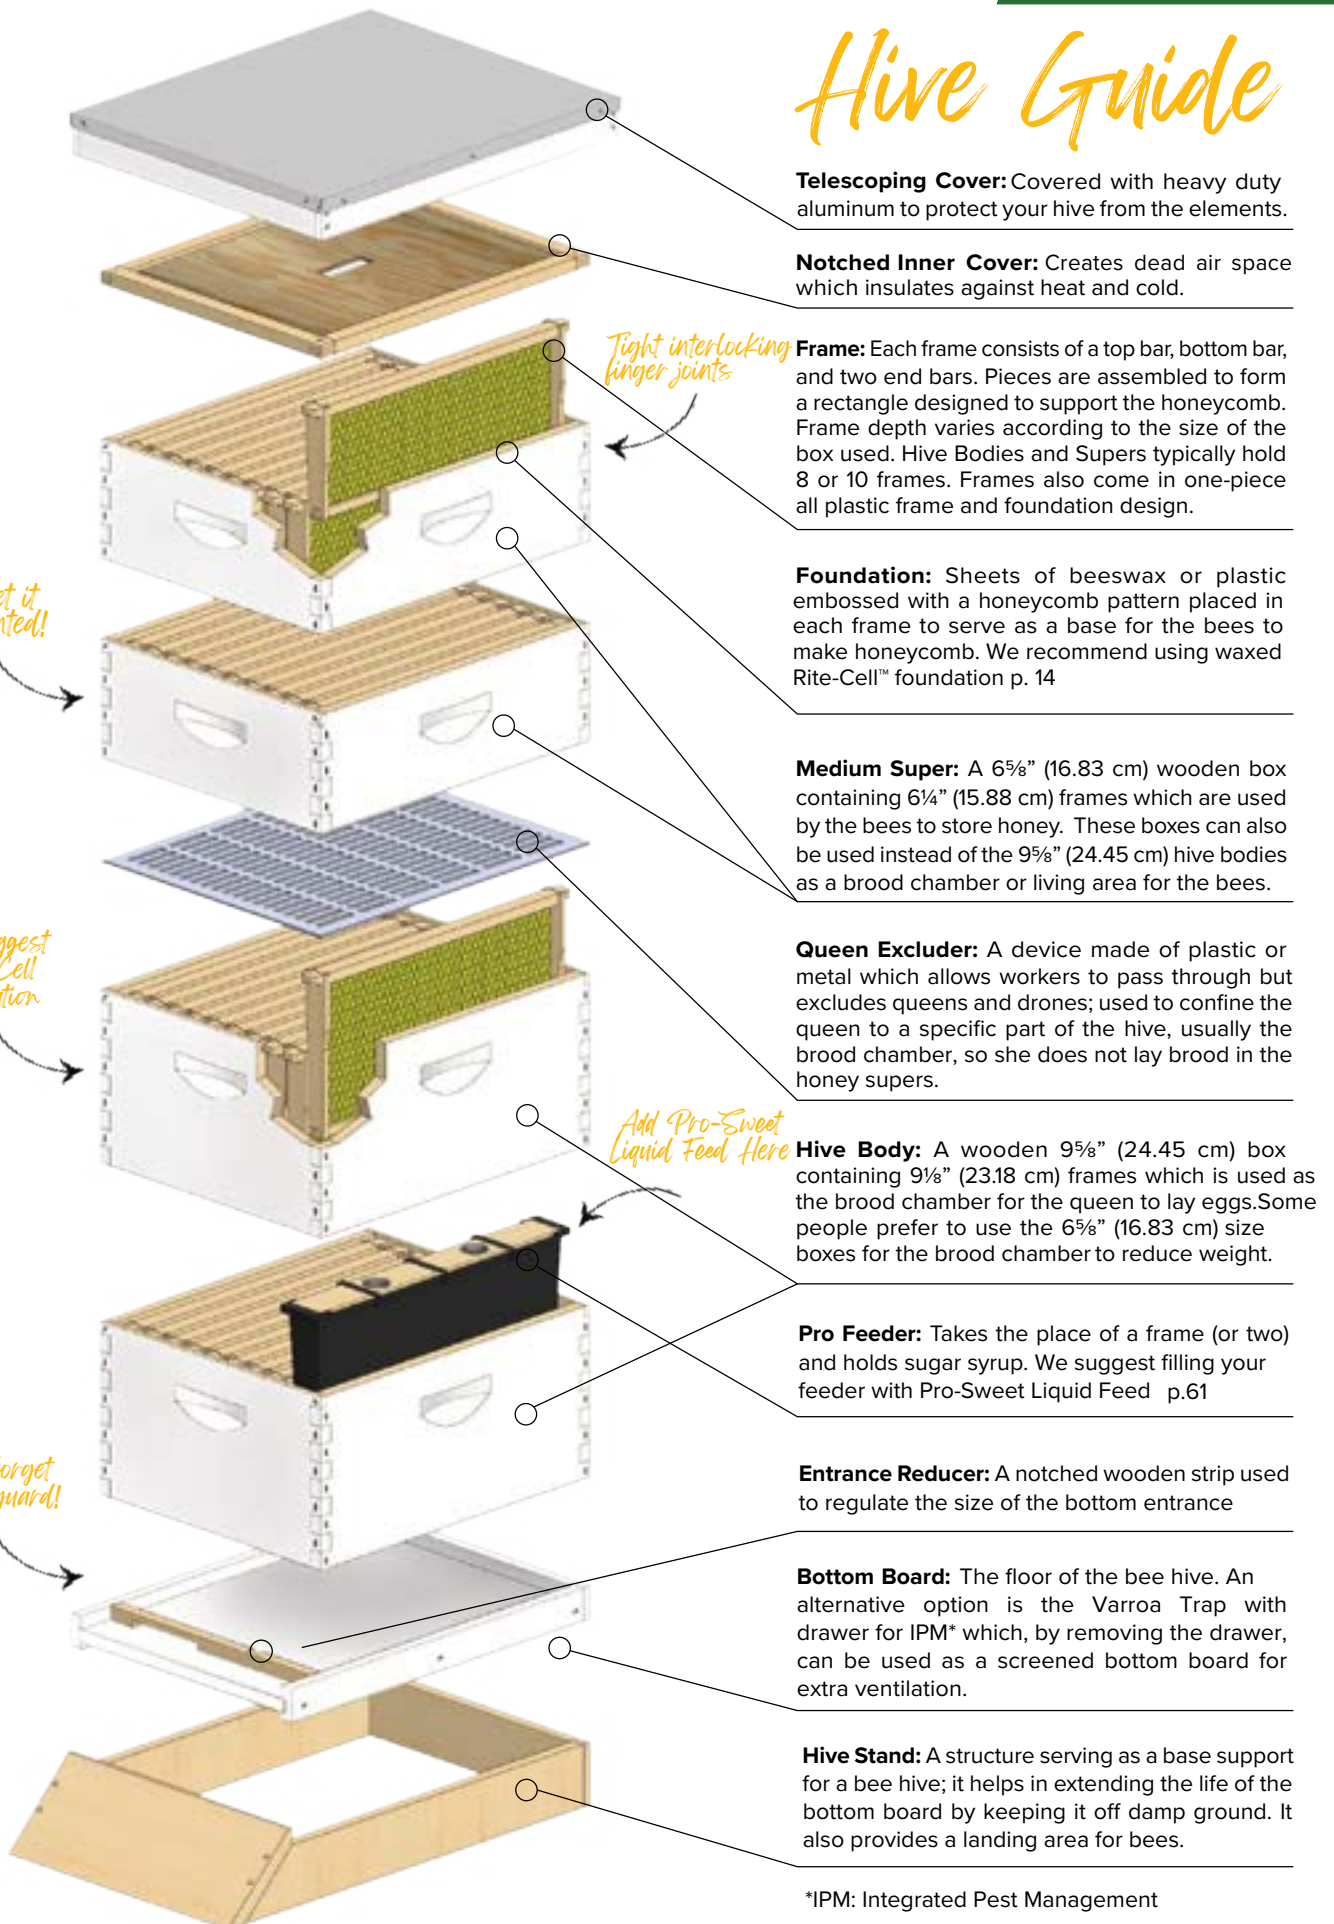 Hive Guide
Telescoping Cover: Covered with heavy duty
aluminum to protect your hive from the elements.
Notched Inner Cover: Creates dead air space
which insulates against heat and cold.
Tight interlocking
finger joints
Frame: Each frame consists of a top bar, bottom bar,
and two end bars. Pieces are assembled to form
a rectangle designed to support the honeycomb.
Frame depth varies according to the size of the
box used. Hive Bodies and Supers typically hold
8 or 10 frames. Frames also come in one-piece
all plastic frame and foundation design.
Foundation: Sheets of beeswax or plastic
embossed with a honeycomb pattern placed in
each frame to serve as a base for the bees to
make honeycomb. We recommend using waxed
Rite-Cell™ foundation p. 14
it
Medium Super: A 6⅝” (16.83 cm) wooden box
containing 6¼” (15.88 cm) frames which are used
by the bees to store honey. These boxes can also
be used instead of the 9⅝” (24.45 cm) hive bodies
as a brood chamber or living area for the bees.
Cell
Queen Excluder: A device made of plastic or
metal which allows workers to pass through but
excludes queens and drones; used to confine the
queen to a specific part of the hive, usually the
brood chamber, so she does not lay brood in the
honey supers.
Add Pro-Sweet
Liquid Feed Here
Hive Body: A wooden 9⅝” (24.45 cm) box
containing 9⅛” (23.18 cm) frames which is used as
the brood chamber for the queen to lay eggs.Some
people prefer to use the 6⅝” (16.83 cm) size
boxes for the brood chamber to reduce weight.
Pro Feeder: Takes the place of a frame (or two)
and holds sugar syrup. We suggest filling your
feeder with Pro-Sweet Liquid Feed p.61
Entrance Reducer: A notched wooden strip used
to regulate the size of the bottom entrance
Bottom Board: The floor of the bee hive. An
alternative option is the Varroa Trap with
drawer for IPM* which, by removing the drawer,
can be used as a screened bottom board for
extra ventilation.
Hive Stand: A structure serving as a base support
for a bee hive; it helps in extending the life of the
bottom board by keeping it off damp ground. It
also provides a landing area for bees.
*IPM: Integrated Pest Management